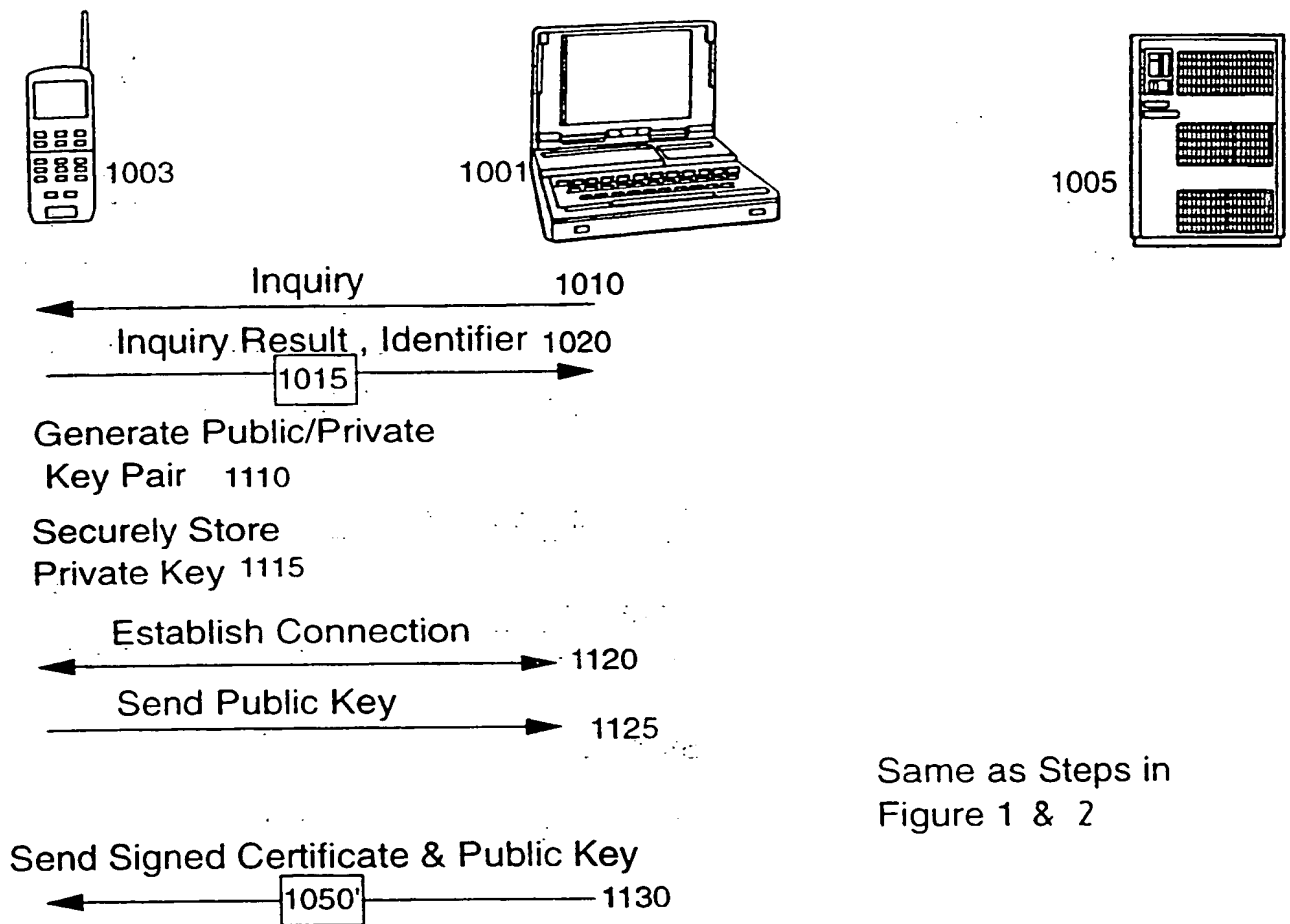 1003
1001
1005
Inquiry 1010
Inquiry Result , Identifier 1020
1015
Generate Public/Private
Key Pair 1110
Securely Store
Private Key 1115
Establish Connection
1120
Send Public Key
1125
Same as Steps in
Figure 1 & 2
Send Signed Certificate & Public Key
1050' 1130